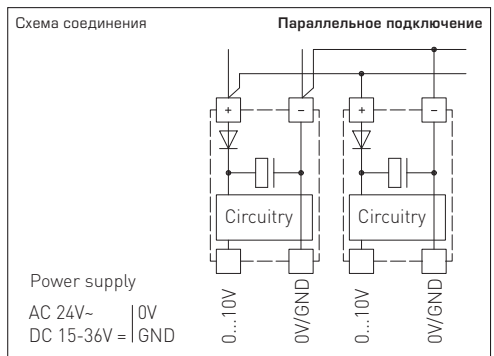 Схема соединения
Параллельное подключение
+ − + −
Circuitry Circuitry
Power supply
AC 24V~ | 0V
DC 15-36V = | GND
0...10V
0V/GND
0...10V
0V/GND